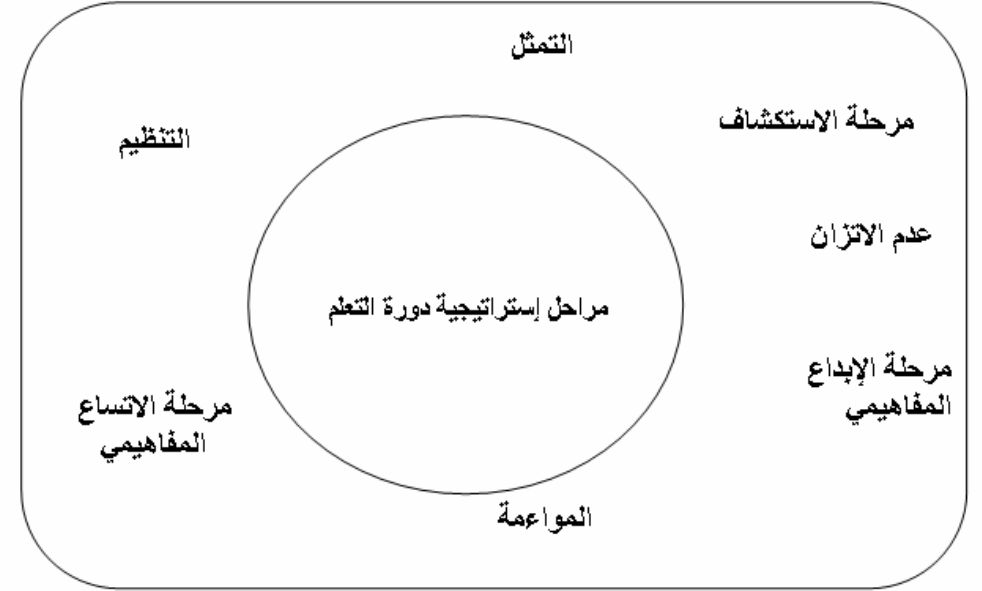 التمثل
مرحلة الاستكشاف
التنظيم
عدم الاتزان
مراحل إستراتيجية دورة التعلم
مرحلة الإبداع
المفاهيمي
مرحلة الاتساع
المفاهيمي
المواءمة